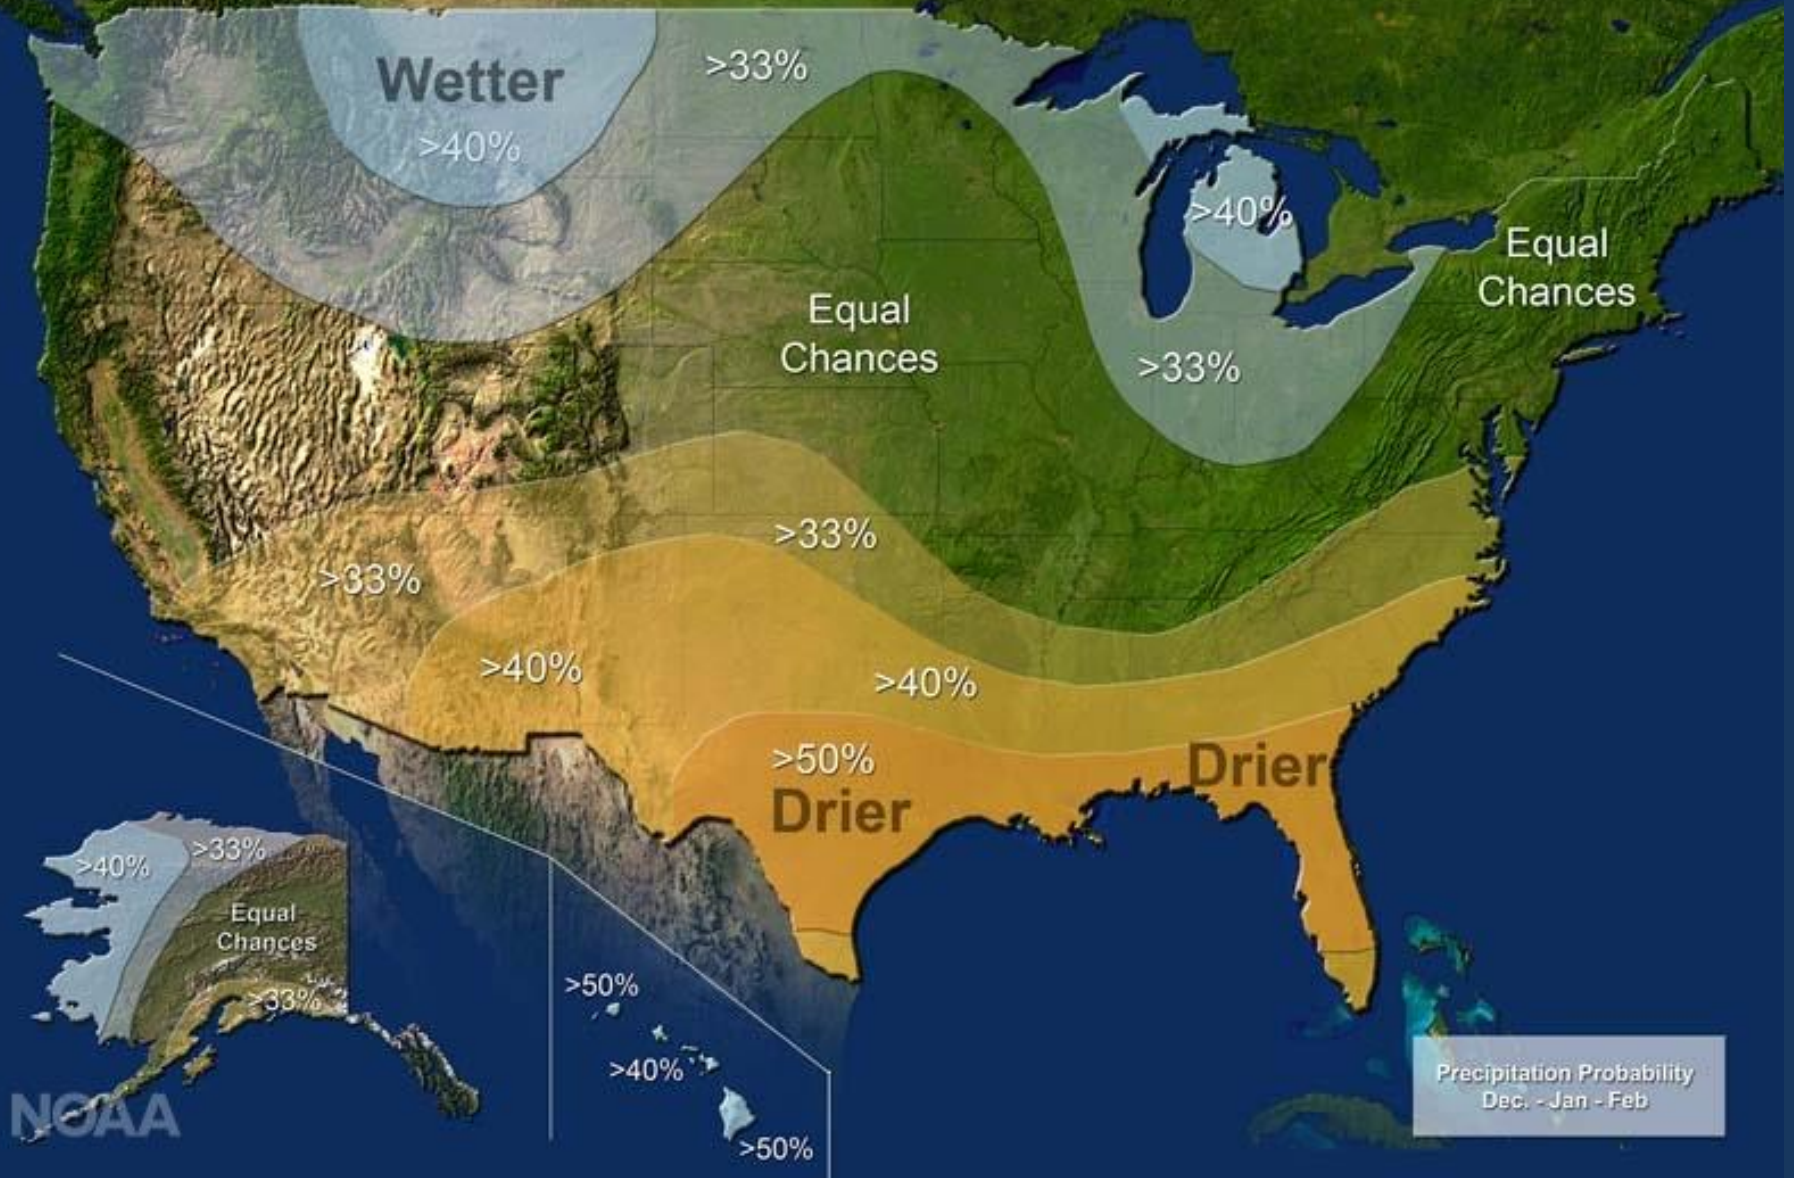 Wetter
>40%
>33%
>40%
>33%
Equal
Chances
Equal
Chances
>33%
>33%
>40%
>40%
>50%
Drier
Drier
>40%
>33%
Equal
Chances
>33%
>50%
>40%
>50%
NOAA
Precipitation Probability
Dec. - Jan - Feb